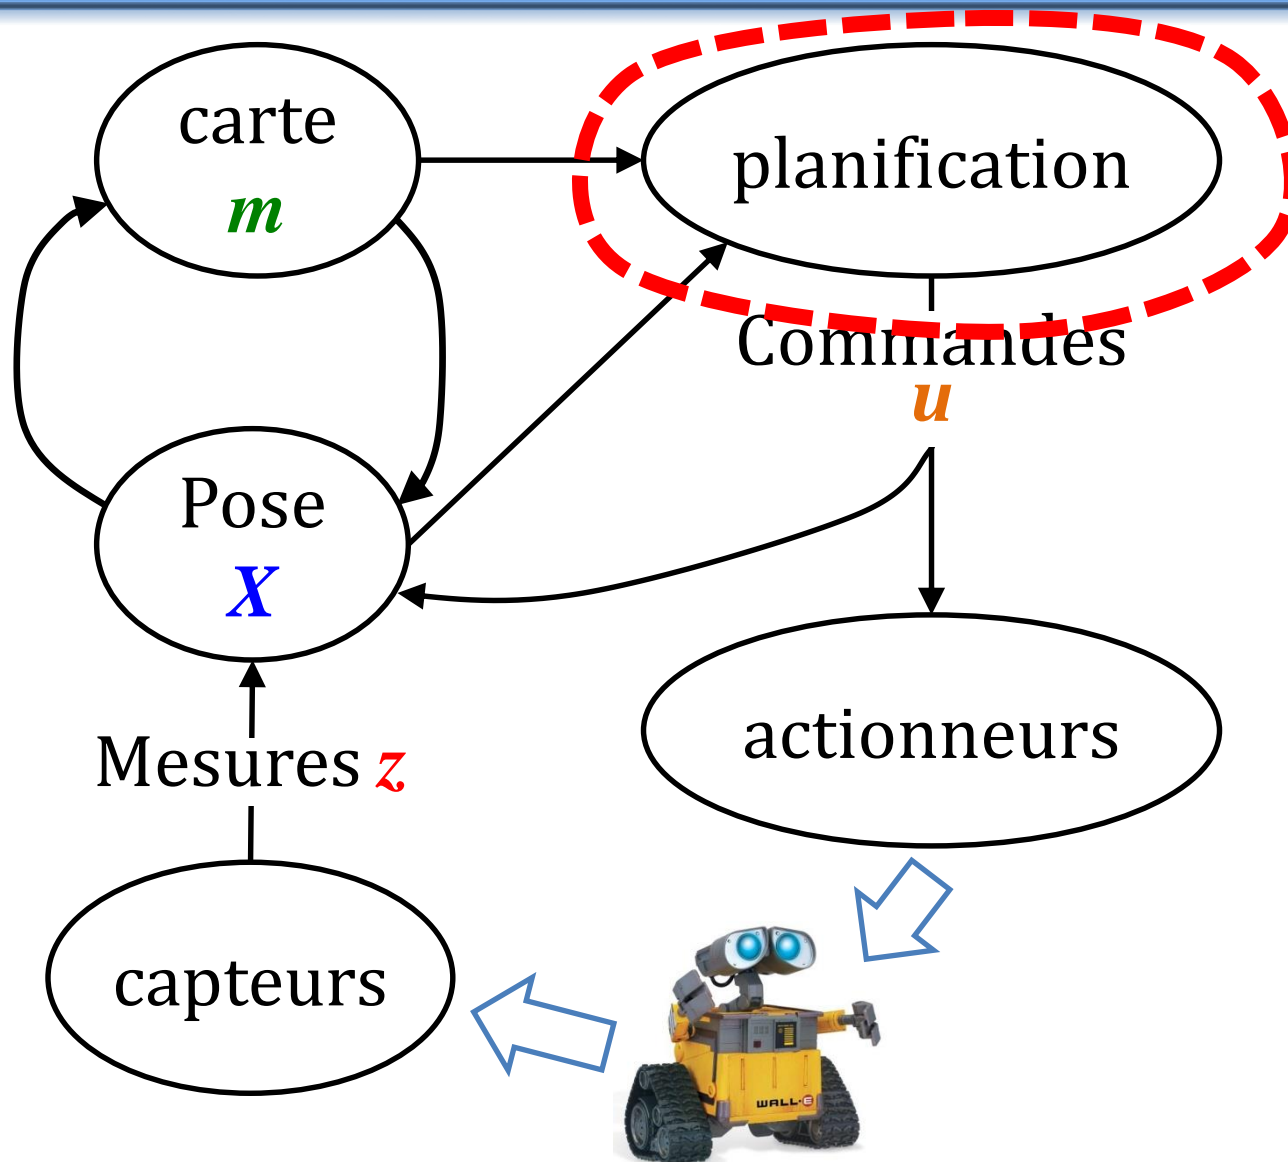 carte
m
planification
Commandes
u
Pose
X
Mesures z
actionneurs
capteurs
WALL·E